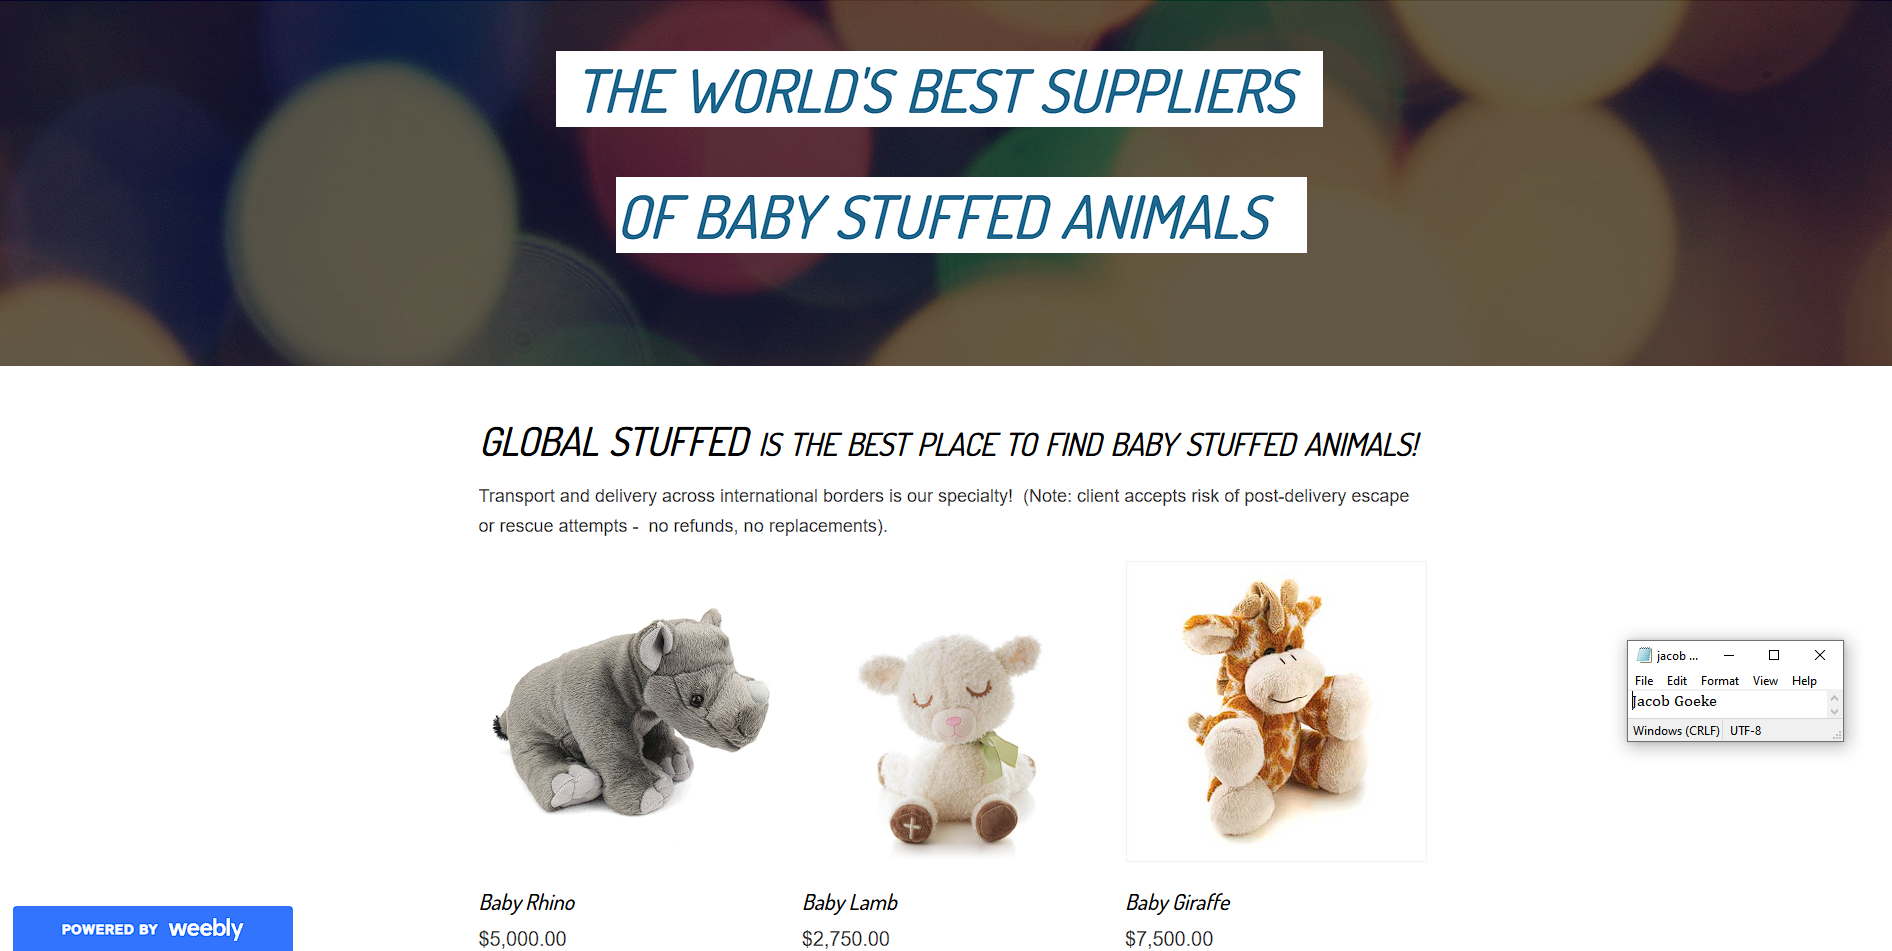 THE WORLD'S BEST SUPPLIERS
OF BABY STUFFED ANIMALS
GLOBAL STUFFED IS THE BEST PLACE TO FIND BABY STUFFED ANIMALS!
Transport and delivery across international borders is our specialty!  (Note: client accepts risk of post-delivery escape
or rescue attempts -  no refunds, no replacements).
jacob ...
File Edit Format View Help
Jacob Goeke
Windows (CRLF) UTF-8
Baby Rhino
$5,000.00
Baby Lamb
$2,750.00
Baby Giraffe
$7,500.00
POWERED BY weebly